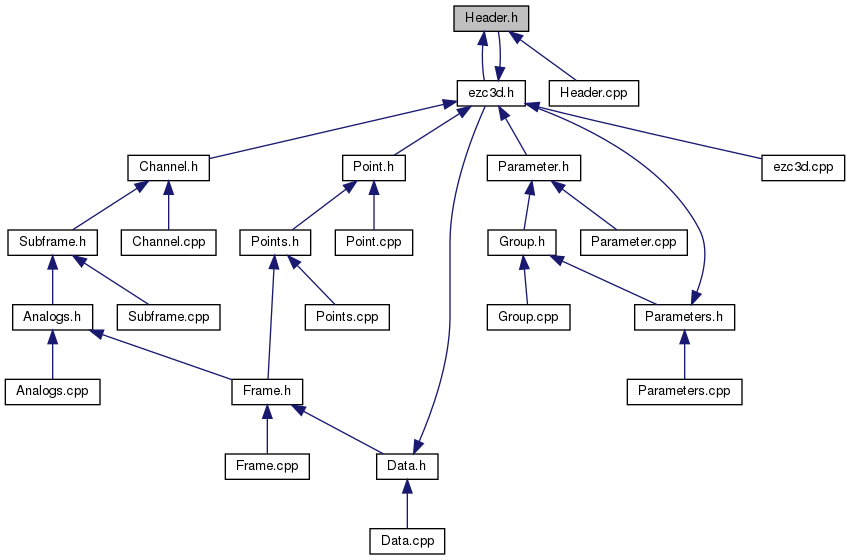 Header.h
ezc3d.h
Header.cpp
Channel.h
Point.h
Parameter.h
ezc3d.cpp
Subframe.h
Channel.cpp
Points.h
Point.cpp
Group.h
Parameter.cpp
Analogs.h
Subframe.cpp
Points.cpp
Group.cpp
Parameters.h
Analogs.cpp
Frame.h
Parameters.cpp
Frame.cpp
Data.h
Data.cpp